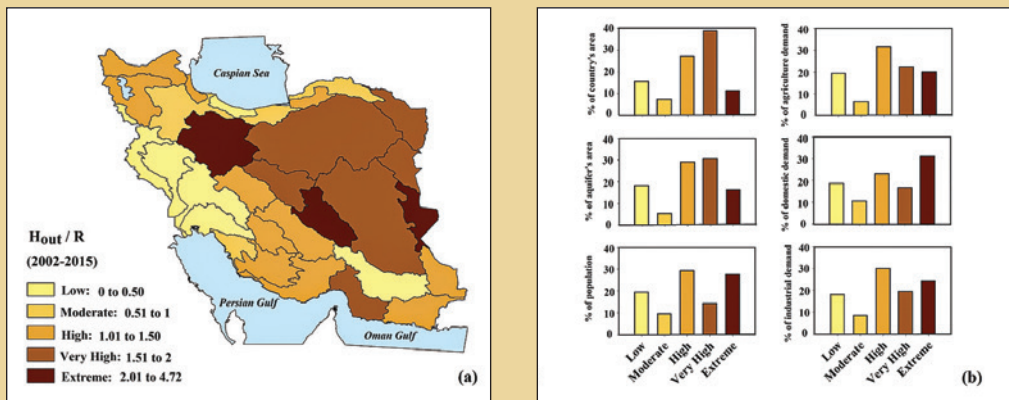 Caspian Sea
H_out / R
(2002-2015)
Low: 0 to 0.50
Moderate: 0.51 to 1
High: 1.01 to 1.50
Very High: 1.51 to 2
Extreme: 2.01 to 4.72
Persian Gulf
Oman Gulf
(a)
% of country's area
40
30
20
10
0
% of agriculture demand
40
30
20
10
0
% of aquifer's area
40
30
20
10
0
% of domestic demand
40
30
20
10
0
% of population
40
30
20
10
0
% of industrial demand
40
30
20
10
0
Low
Moderate
High
Very High
Extreme
Low
Moderate
High
Very High
Extreme
(b)